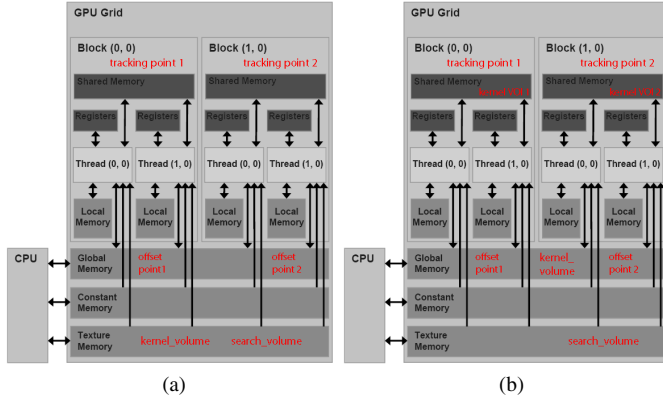 GPU Grid
Block (0, 0)
tracking point 1
Block (1, 0)
tracking point 2
Shared Memory
Shared Memory
Registers
Registers
Registers
Registers
Thread (0, 0)
Thread (1, 0)
Thread (0, 0)
Thread (1, 0)
Local
Memory
Local
Memory
Local
Memory
Local
Memory
CPU
Global
Memory
offset
point1
offset
point 2
Constant
Memory
Texture
Memory
kernel_volume
search_volume
(a)
GPU Grid
Block (0, 0)
tracking point 1
Block (1, 0)
tracking point 2
Shared Memory
Shared Memory
Registers
Registers
Registers
Registers
Thread (0, 0)
Thread (1, 0)
Thread (0, 0)
Thread (1, 0)
Local
Memory
Local
Memory
Local
Memory
Local
Memory
CPU
Global
Memory
offset
point1
kernel_
volume
offset
point 2
Constant
Memory
Texture
Memory
search_volume
(b)